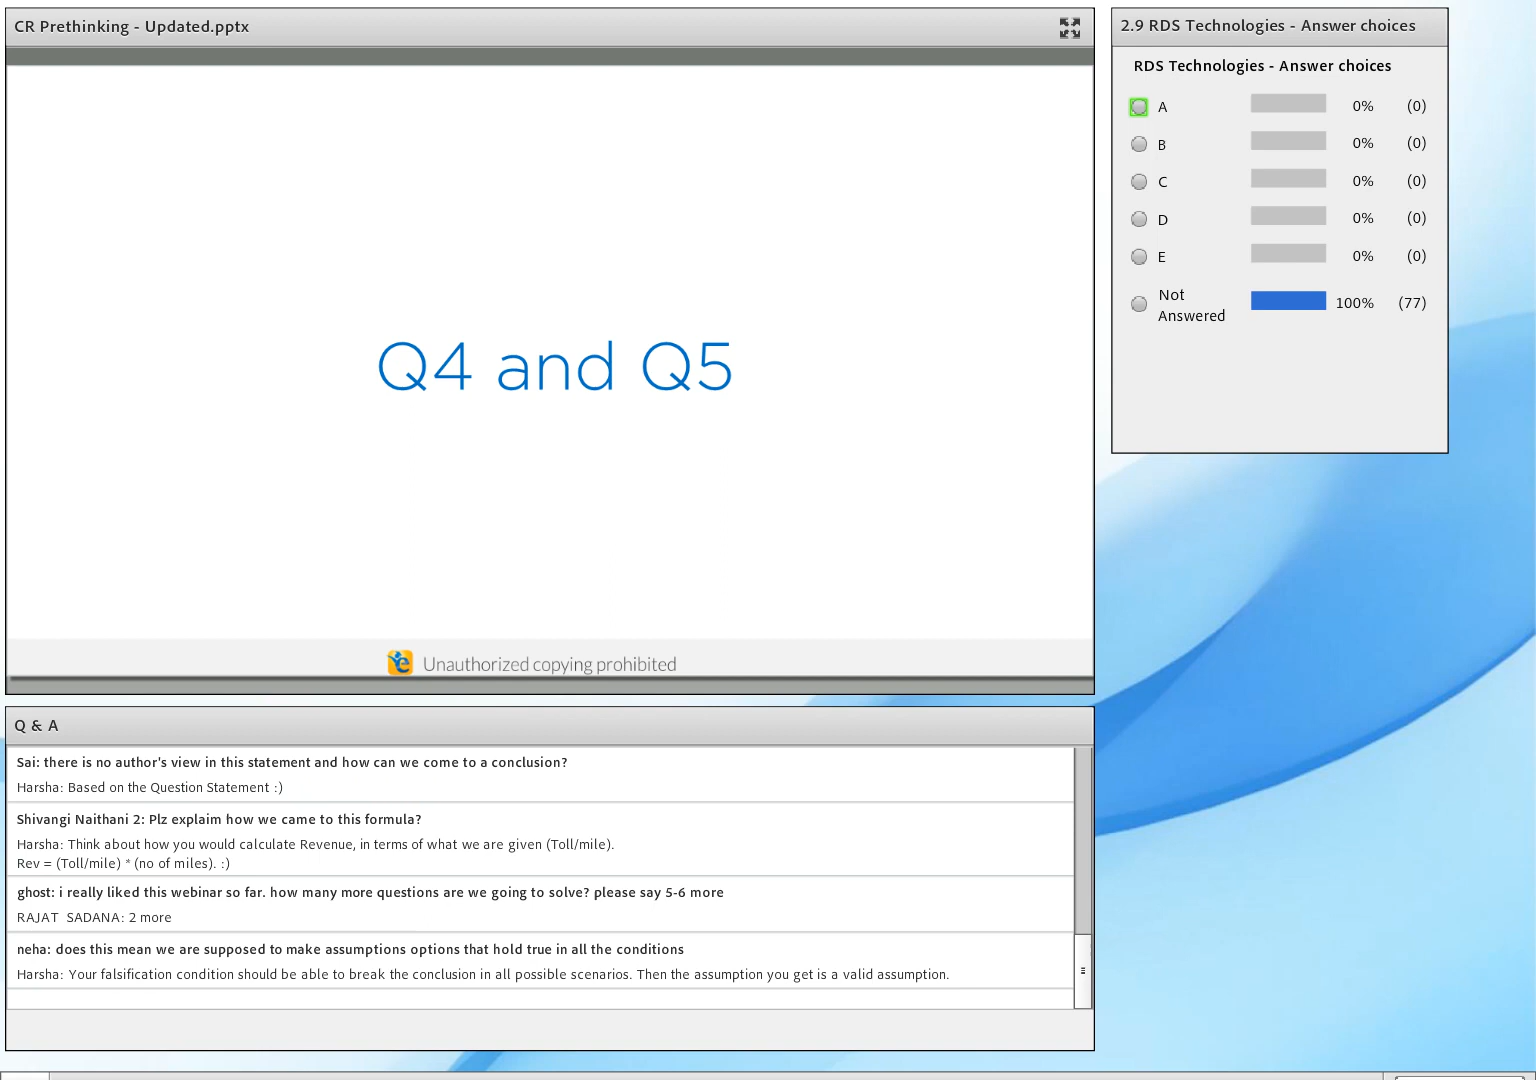 CR Prethinking - Updated.pptx
Q4 and Q5
Unauthorized copying prohibited
2.9 RDS Technologies - Answer choices
RDS Technologies - Answer choices
A 0% (0)
B 0% (0)
C 0% (0)
D 0% (0)
E 0% (0)
Not
Answered 100% (77)
Q & A
Sai: there is no author's view in this statement and how can we come to a conclusion?
Harsha: Based on the Question Statement :)
Shivangi Naithani 2: Plz explaim how we came to this formula?
Harsha: Think about how you would calculate Revenue, in terms of what we are given (Toll/mile).
Rev = (Toll/mile) * (no of miles). :)
ghost: i really liked this webinar so far. how many more questions are we going to solve? please say 5-6 more
RAJAT SADANA: 2 more
neha: does this mean we are supposed to make assumptions options that hold true in all the conditions
Harsha: Your falsification condition should be able to break the conclusion in all possible scenarios. Then the assumption you get is a valid assumption.